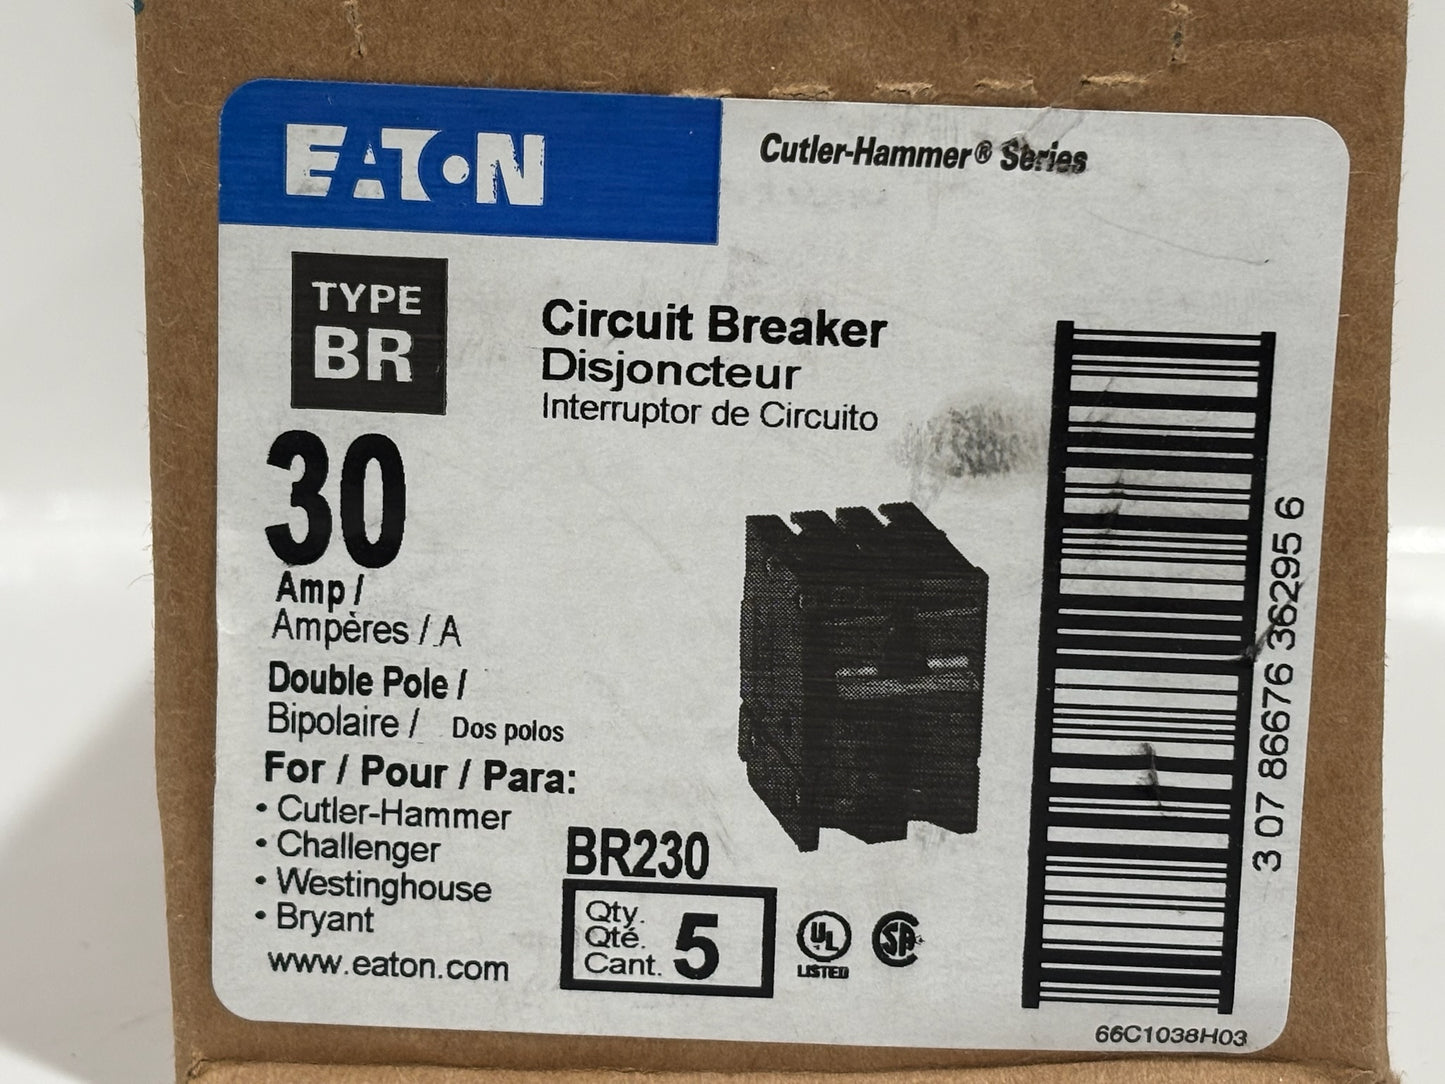 EATON
Cutler-Hammer® Series
TYPE
BR
Circuit Breaker
Disjoncteur
Interruptor de Circuito
30
Amp /
Ampères / A
Double Pole /
Bipolaire / Dos polos
For / Pour / Para:
• Cutler-Hammer
• Challenger
• Westinghouse
• Bryant
www.eaton.com
BR230
Qty.
Qté.
Cant.
5
UL
LISTED
SA
3 07 86676 36295 6
66C1038H03